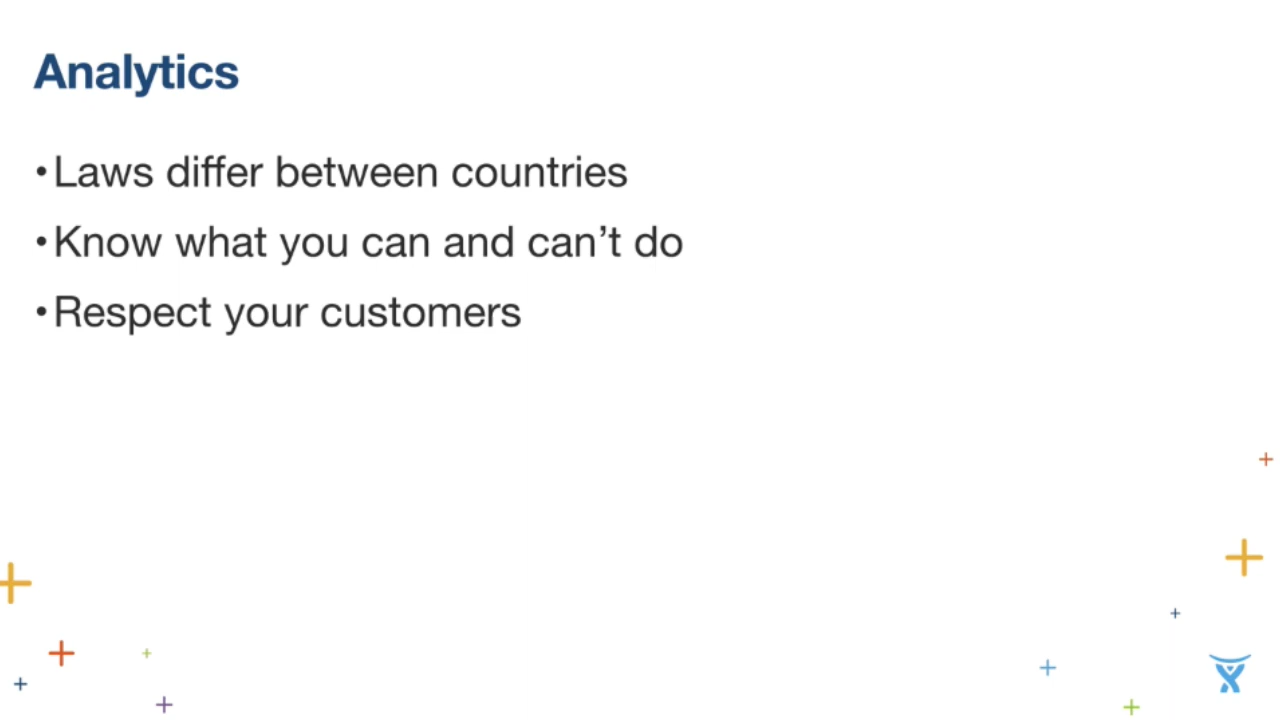 Analytics
•Laws differ between countries
•Know what you can and can’t do
•Respect your customers